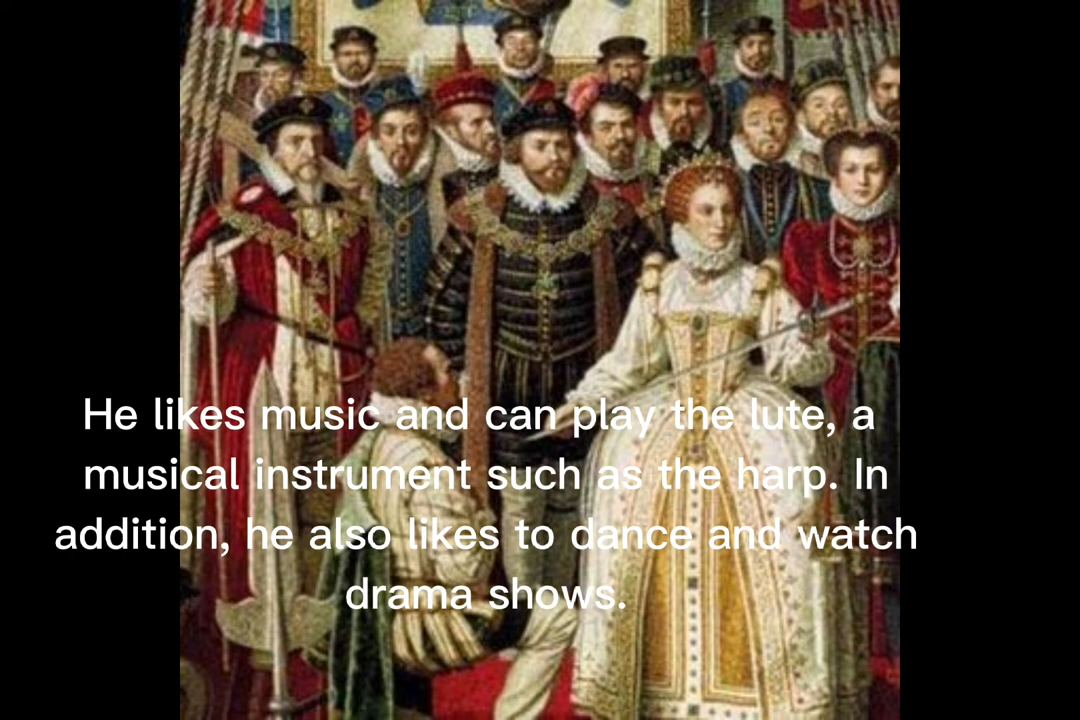 He likes music and can play the lute, a
musical instrument such as the harp. In
addition, he also likes to dance and watch
drama shows.